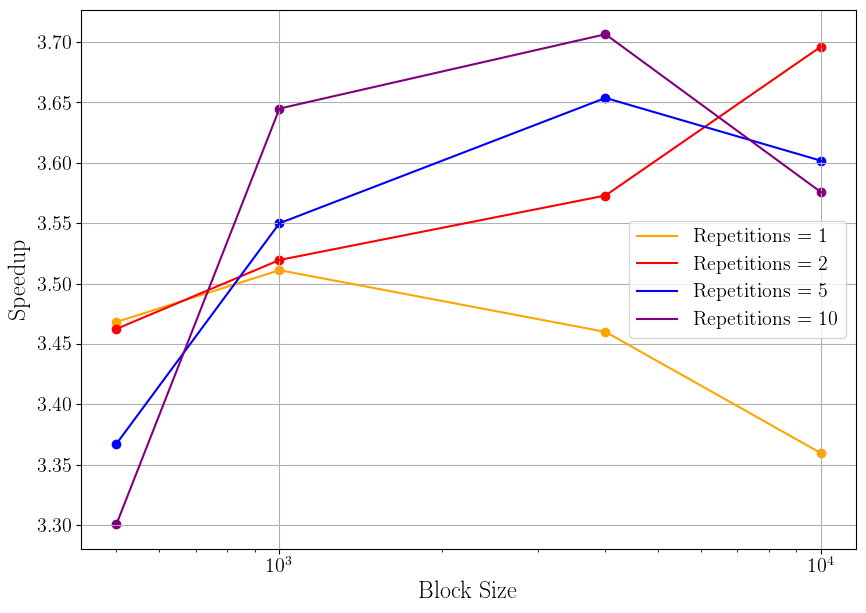 3.70
3.65
3.60
3.55
3.50
3.45
3.40
3.35
3.30
Speedup
Repetitions = 1
Repetitions = 2
Repetitions = 5
Repetitions = 10
10³
10⁴
Block Size